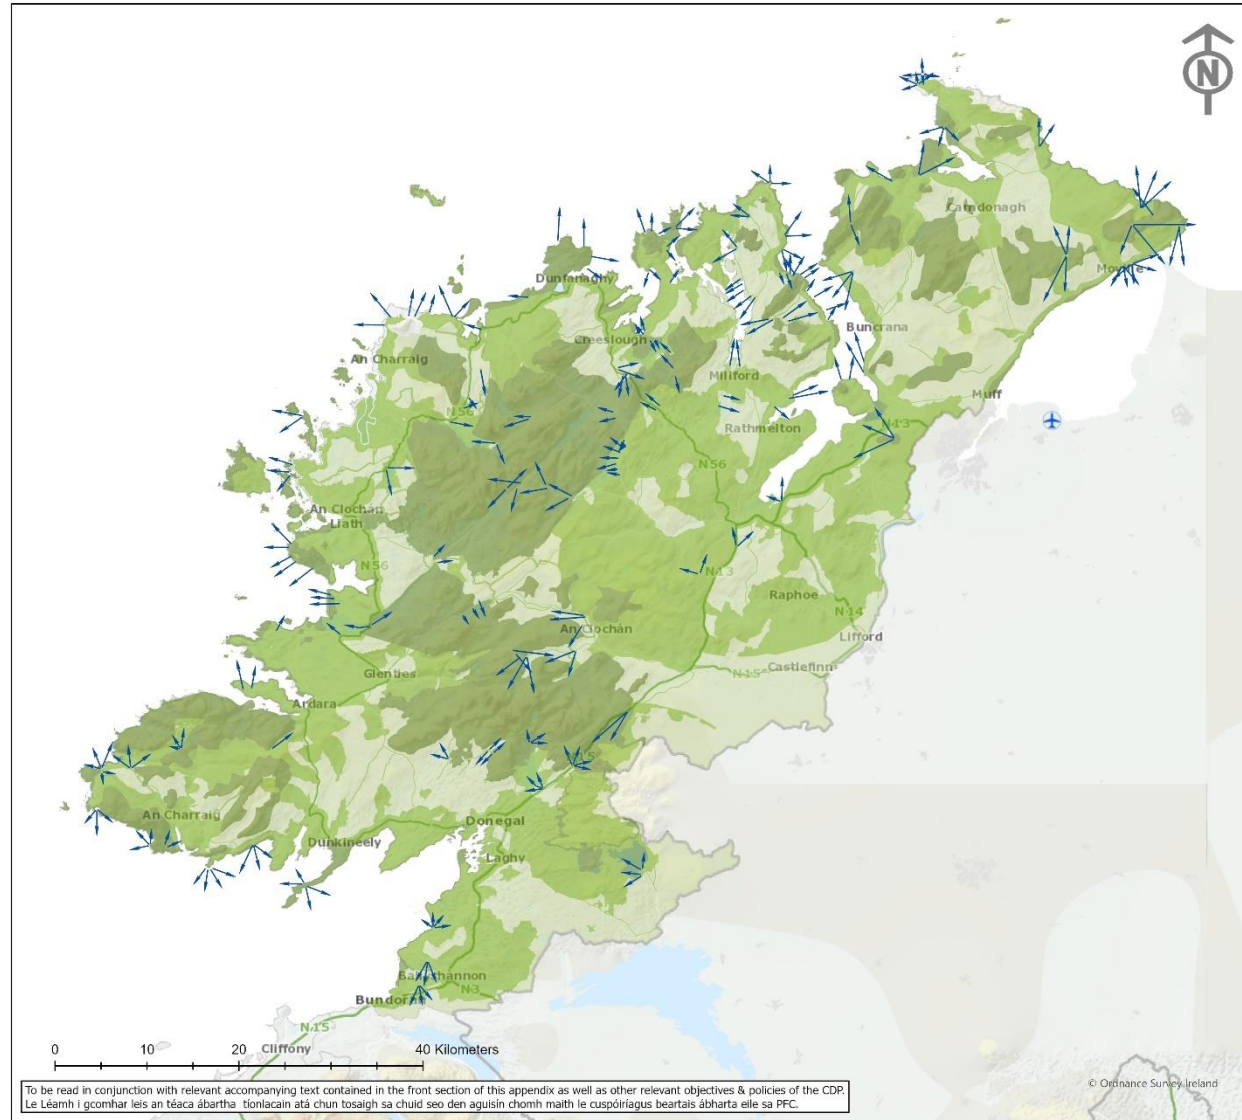 N
Carndonagh
Moville
Dunfanaghy
Buncrana
Creeslough
An Charraig
Milford
Muff
N56
Rathmelton
N13
N56
An Clochán
Liath
N56
N13
Raphoe
N14
An Clochán
Lifford
Glenties
N15
Castlefinn
Ardara
An Charraig
Donegal
Dunkineely
Laghy
Ballyshannon
Bundoran
N3
N15
Cliffony
0 10 20 40 Kilometers
© Ordnance Survey Ireland
To be read in conjunction with relevant accompanying text contained in the front section of this appendix as well as other relevant objectives & policies of the CDP.
Le Léamh i gcomhar leis an téaca ábartha tionlacain atá chun tosaigh sa chuid seo den aguisín chomh maith le cuspóiríagus beartais ábharta eile sa PFC.